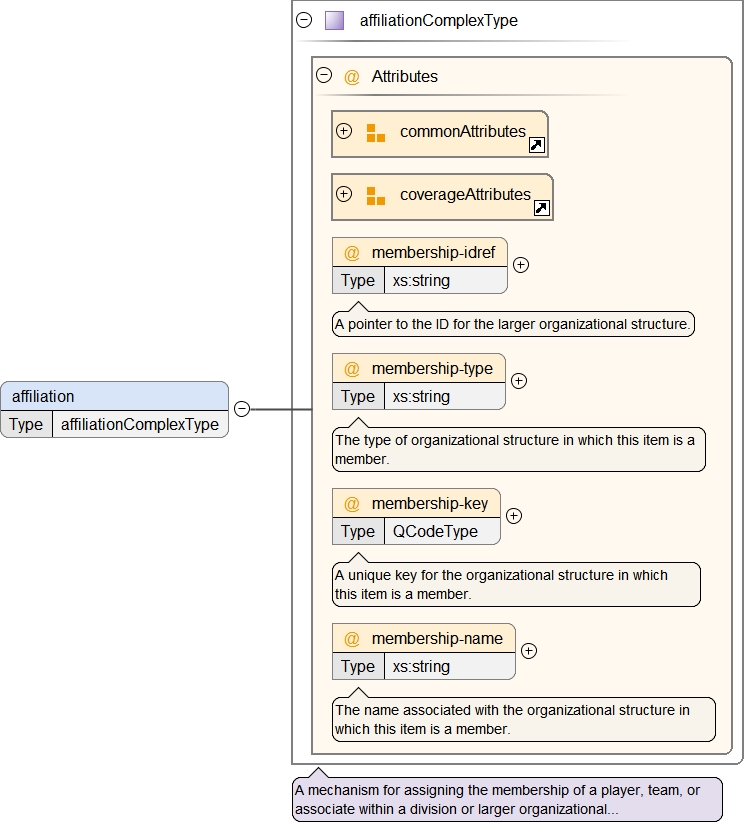 affiliationComplexType
@ Attributes
commonAttributes
coverageAttributes
@ membership-idref
Type xs:string
A pointer to the ID for the larger organizational structure.
@ membership-type
Type xs:string
The type of organizational structure in which this item is a
member.
affiliation
Type affiliationComplexType
@ membership-key
Type QCodeType
A unique key for the organizational structure in which
this item is a member.
@ membership-name
Type xs:string
The name associated with the organizational structure in
which this item is a member.
A mechanism for assigning the membership of a player, team, or
associate within a division or larger organizational...